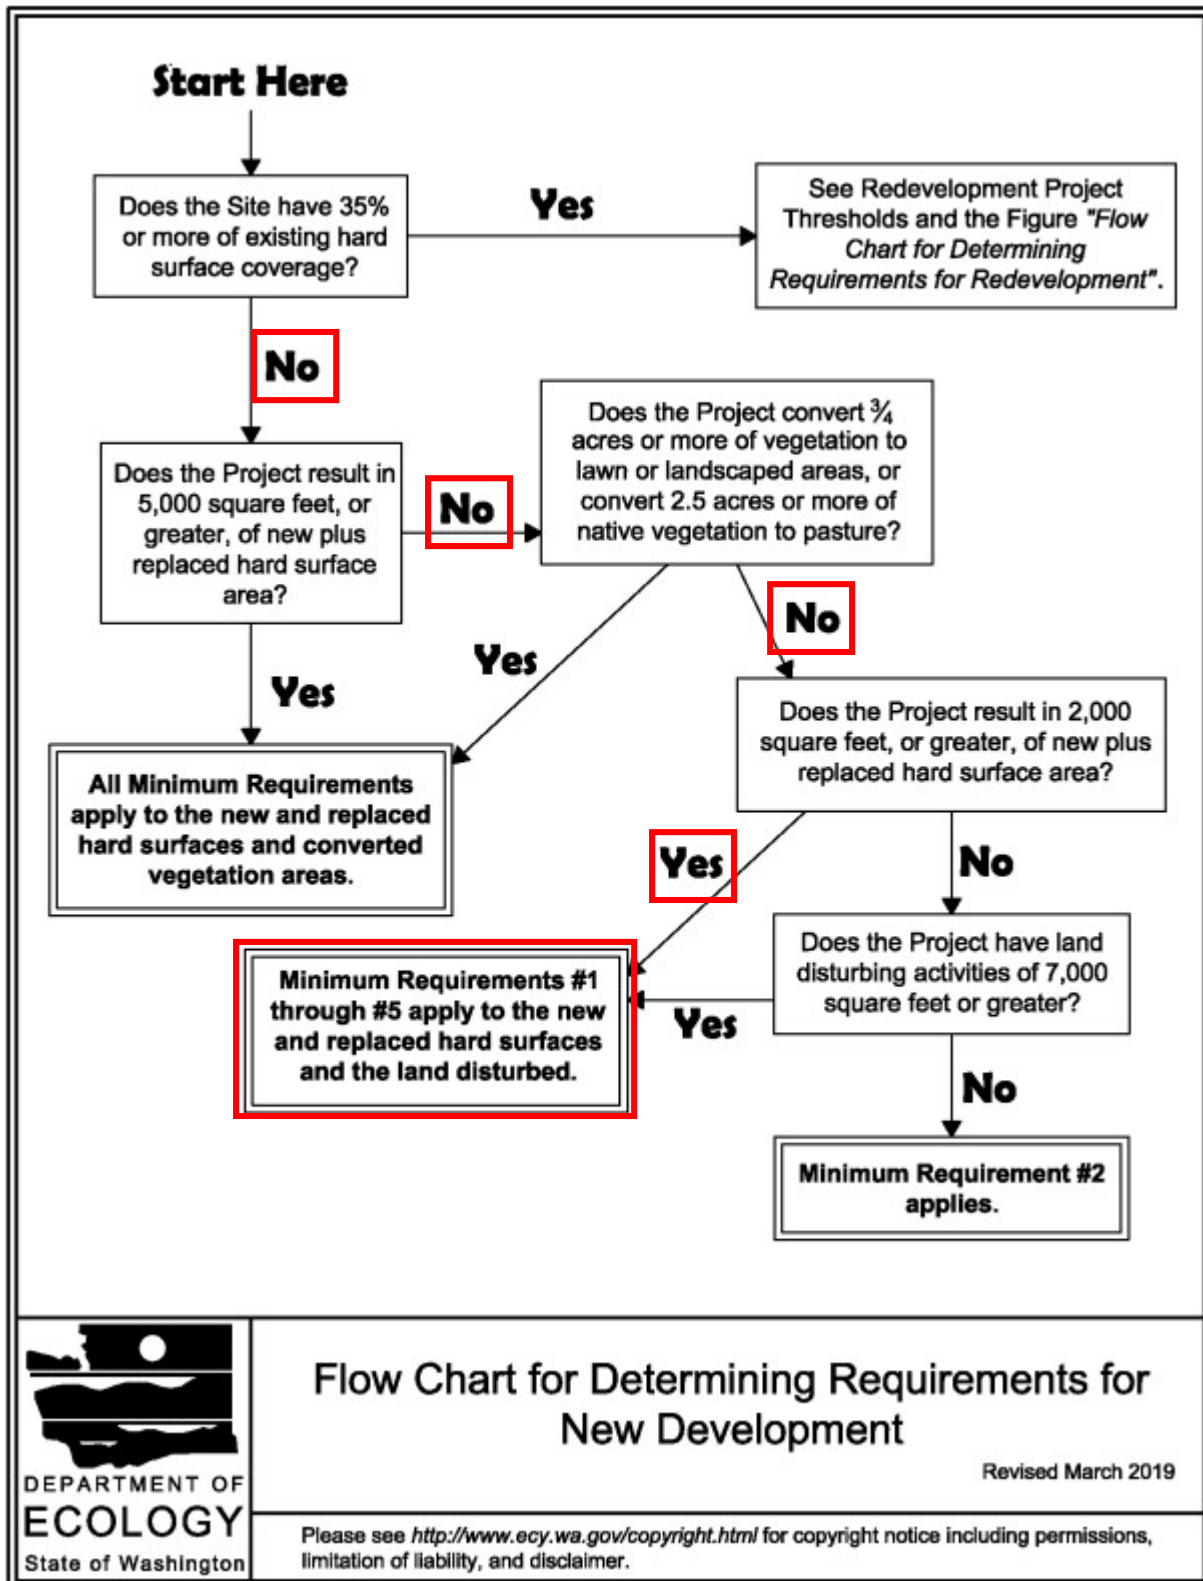 Start Here
Does the Site have 35%
or more of existing hard
surface coverage?
Yes
See Redevelopment Project
Thresholds and the Figure "Flow
Chart for Determining
Requirements for Redevelopment".
No
Does the Project result in
5,000 square feet, or
greater, of new plus
replaced hard surface
area?
No
Does the Project convert ¾
acres or more of vegetation to
lawn or landscaped areas, or
convert 2.5 acres or more of
native vegetation to pasture?
Yes
Yes
No
All Minimum Requirements
apply to the new and replaced
hard surfaces and converted
vegetation areas.
Does the Project result in 2,000
square feet, or greater, of new plus
replaced hard surface area?
Yes
No
Minimum Requirements #1
through #5 apply to the new
and replaced hard surfaces
and the land disturbed.
Yes
Does the Project have land
disturbing activities of 7,000
square feet or greater?
No
Minimum Requirement #2
applies.
DEPARTMENT OF
ECOLOGY
State of Washington
Flow Chart for Determining Requirements for
New Development
Revised March 2019
Please see http://www.ecy.wa.gov/copyright.html for copyright notice including permissions,
limitation of liability, and disclaimer.